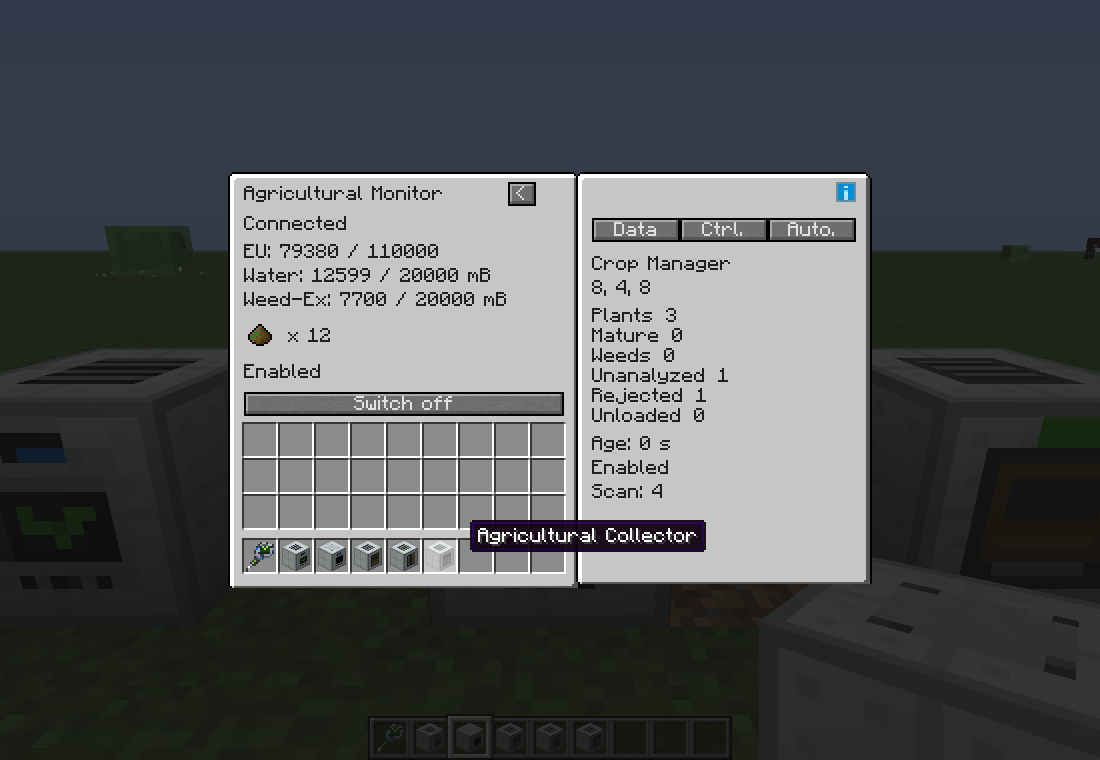 Agricultural Monitor
<
Connected
EU: 79380 / 110000
Water: 12599 / 20000 mB
Weed-Ex: 7700 / 20000 mB
x 12
Enabled
Switch off
Agricultural Collector
i
Data Ctrl. Auto.
Crop Manager
8, 4, 8
Plants 3
Mature 0
Weeds 0
Unanalyzed 1
Rejected 1
Unloaded 0
Age: 0 s
Enabled
Scan: 4